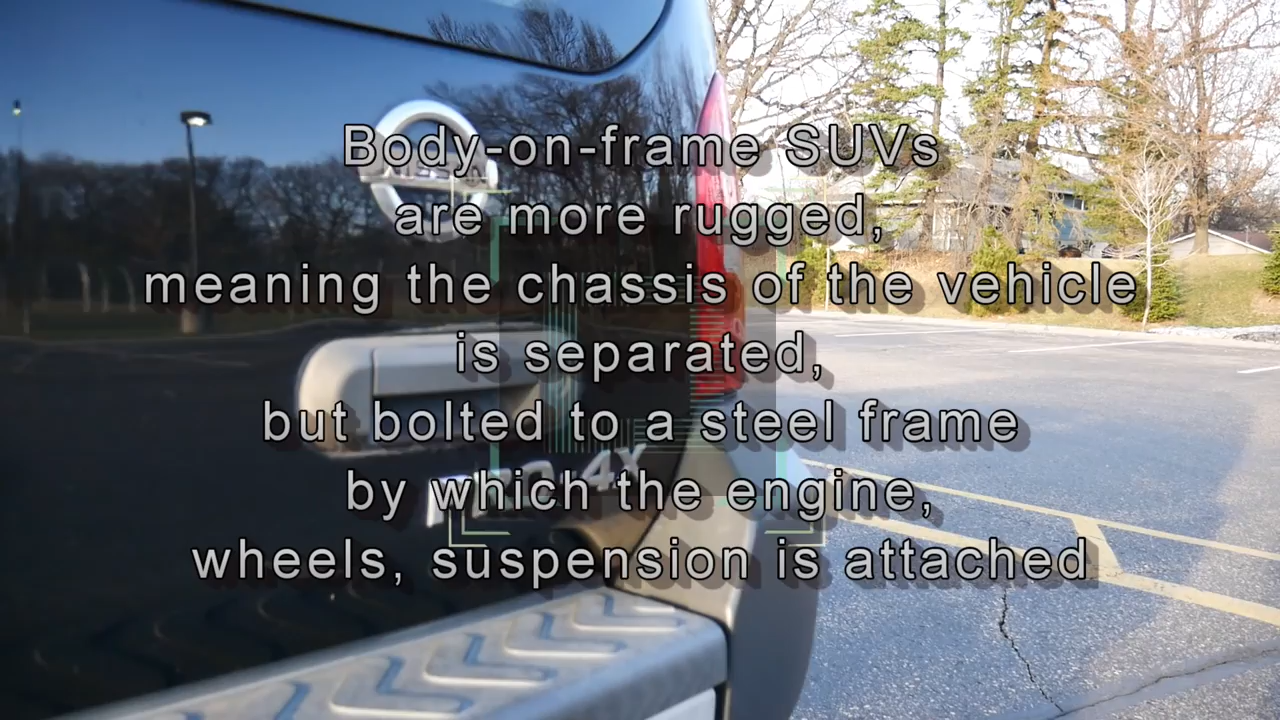 Body-on-frame SUVs
are more rugged,
meaning the chassis of the vehicle
is separated,
but bolted to a steel frame
by which the engine,
wheels, suspension is attached